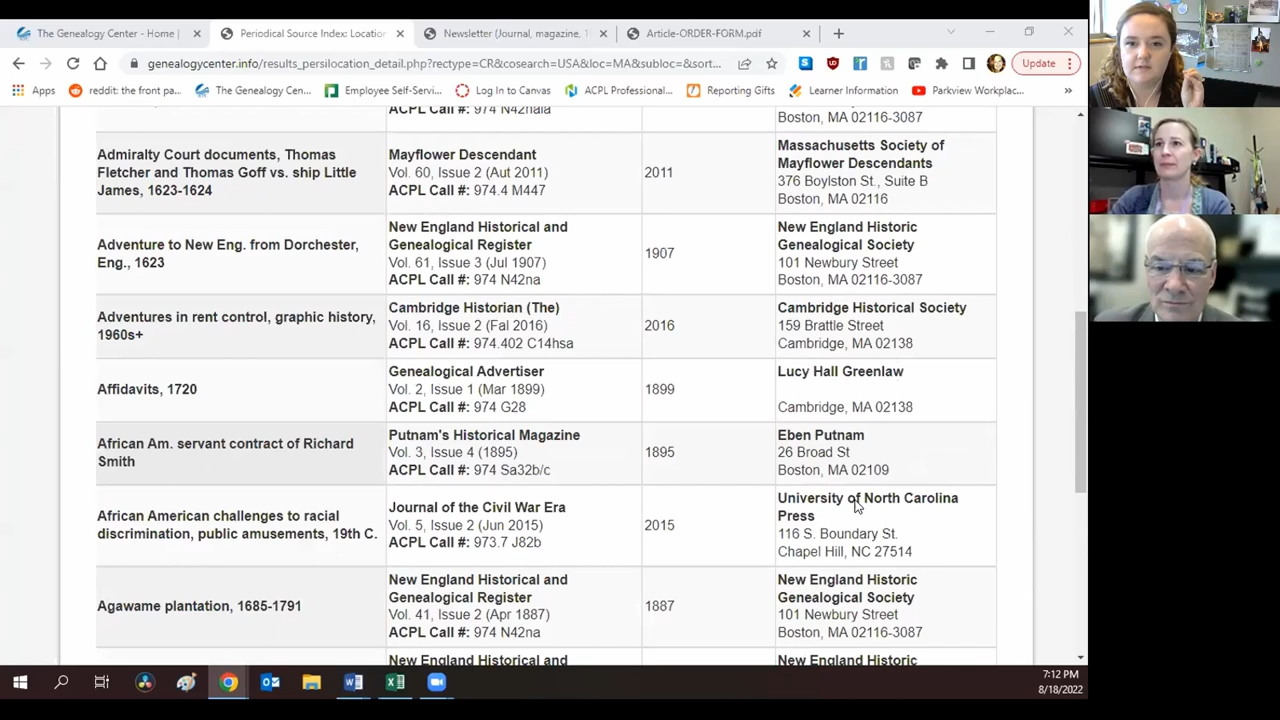 The Genealogy Center - Home |
Periodical Source Index: Location
Newsletter (Journal, magazine, 1
Article-ORDER-FORM.pdf
genealogycenter.info/results_persilocation_detail.php?rectype=CR&cosearch=USA&loc=MA&subloc=&sort...
Update
Apps
reddit: the front pa...
The Genealogy Cen...
Employee Self-Servi...
Log In to Canvas
ACPL Professional...
Reporting Gifts
Learner Information
Parkview Workplac...
»
ACPL Call #: 974 N42nala
Boston, MA 02116-3087
Admiralty Court documents, Thomas
Fletcher and Thomas Goff vs. ship Little
James, 1623-1624
Mayflower Descendant
Vol. 60, Issue 2 (Aut 2011)
ACPL Call #: 974.4 M447
2011
Massachusetts Society of
Mayflower Descendants
376 Boylston St., Suite B
Boston, MA 02116
Adventure to New Eng. from Dorchester,
Eng., 1623
New England Historical and
Genealogical Register
Vol. 61, Issue 3 (Jul 1907)
ACPL Call #: 974 N42na
1907
New England Historic
Genealogical Society
101 Newbury Street
Boston, MA 02116-3087
Adventures in rent control, graphic history,
1960s+
Cambridge Historian (The)
Vol. 16, Issue 2 (Fal 2016)
ACPL Call #: 974.402 C14hsa
2016
Cambridge Historical Society
159 Brattle Street
Cambridge, MA 02138
Affidavits, 1720
Genealogical Advertiser
Vol. 2, Issue 1 (Mar 1899)
ACPL Call #: 974 G28
1899
Lucy Hall Greenlaw
Cambridge, MA 02138
African Am. servant contract of Richard
Smith
Putnam's Historical Magazine
Vol. 3, Issue 4 (1895)
ACPL Call #: 974 Sa32b/c
1895
Eben Putnam
26 Broad St
Boston, MA 02109
African American challenges to racial
discrimination, public amusements, 19th C.
Journal of the Civil War Era
Vol. 5, Issue 2 (Jun 2015)
ACPL Call #: 973.7 J82b
2015
University of North Carolina
Press
116 S. Boundary St.
Chapel Hill, NC 27514
Agawame plantation, 1685-1791
New England Historical and
Genealogical Register
Vol. 41, Issue 2 (Apr 1887)
ACPL Call #: 974 N42na
1887
New England Historic
Genealogical Society
101 Newbury Street
Boston, MA 02116-3087
New England Historical and
New England Historic
7:12 PM
8/18/2022